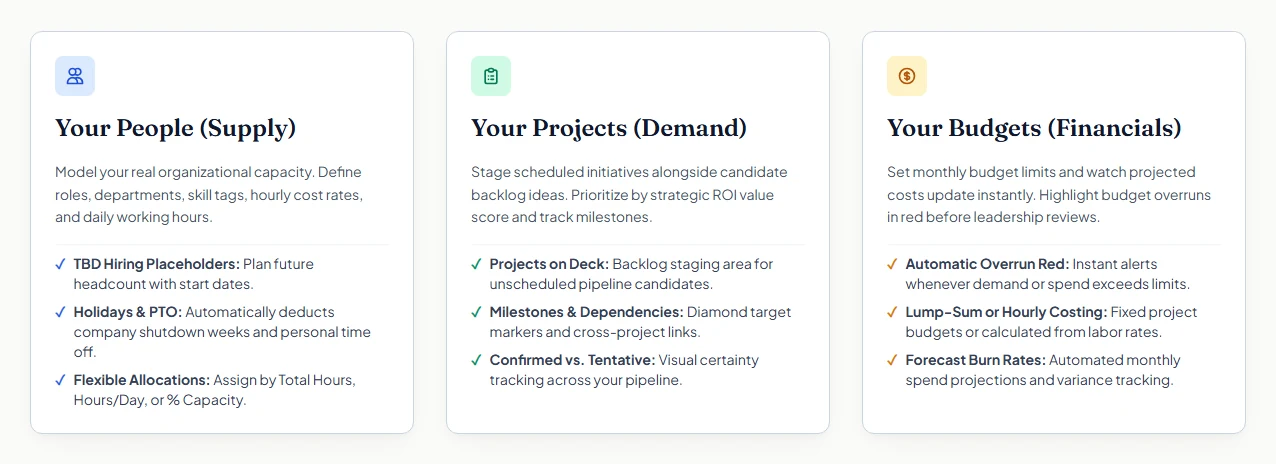 Your People (Supply)
Model your real organizational capacity. Define
roles, departments, skill tags, hourly cost rates,
and daily working hours.
✓ TBD Hiring Placeholders: Plan future
headcount with start dates.
✓ Holidays & PTO: Automatically deducts
company shutdown weeks and personal time
off.
✓ Flexible Allocations: Assign by Total Hours,
Hours/Day, or % Capacity.
Your Projects (Demand)
Stage scheduled initiatives alongside candidate
backlog ideas. Prioritize by strategic ROI value
score and track milestones.
✓ Projects on Deck: Backlog staging area for
unscheduled pipeline candidates.
✓ Milestones & Dependencies: Diamond target
markers and cross-project links.
✓ Confirmed vs. Tentative: Visual certainty
tracking across your pipeline.
Your Budgets (Financials)
Set monthly budget limits and watch projected
costs update instantly. Highlight budget overruns
in red before leadership reviews.
✓ Automatic Overrun Red: Instant alerts
whenever demand or spend exceeds limits.
✓ Lump-Sum or Hourly Costing: Fixed project
budgets or calculated from labor rates.
✓ Forecast Burn Rates: Automated monthly
spend projections and variance tracking.